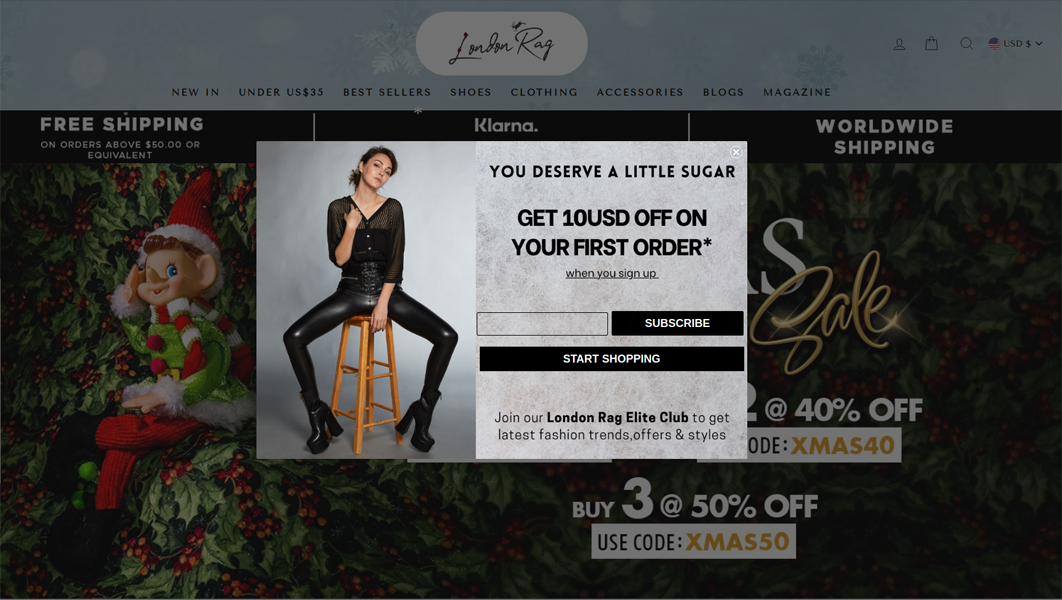 London Rag
USD $
NEW IN UNDER US$35 BEST SELLERS SHOES CLOTHING ACCESSORIES BLOGS MAGAZINE
FREE SHIPPING
ON ORDERS ABOVE $50.00 OR
EQUIVALENT
Klarna.
WORLDWIDE
SHIPPING
YOU DESERVE A LITTLE SUGAR
GET 10USD OFF ON
YOUR FIRST ORDER*
when you sign up
SUBSCRIBE
START SHOPPING
Join our London Rag Elite Club to get
latest fashion trends,offers & styles
AS
Sale
2 @ 40% OFF
ODE: XMAS40
BUY 3 @ 50% OFF
USE CODE: XMAS50